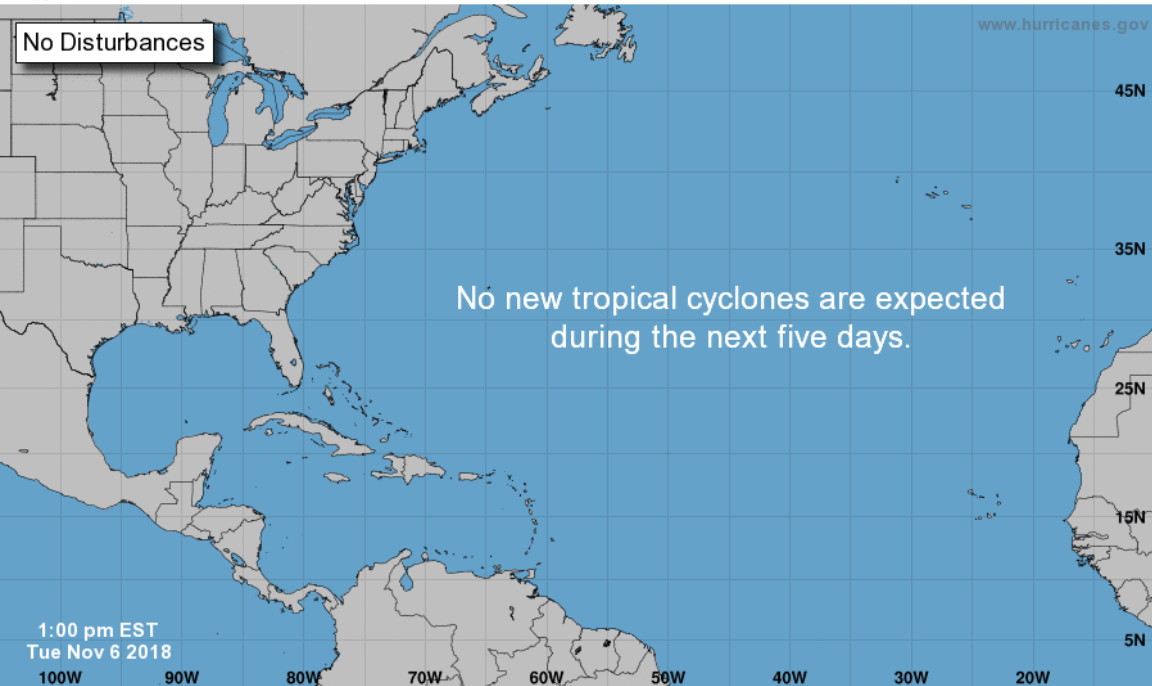 www.hurricanes.gov
No Disturbances
45N
35N
No new tropical cyclones are expected
during the next five days.
25N
15N
1:00 pm EST
Tue Nov 6 2018
5N
100W 90W 80W 70W 60W 50W 40W 30W 20W